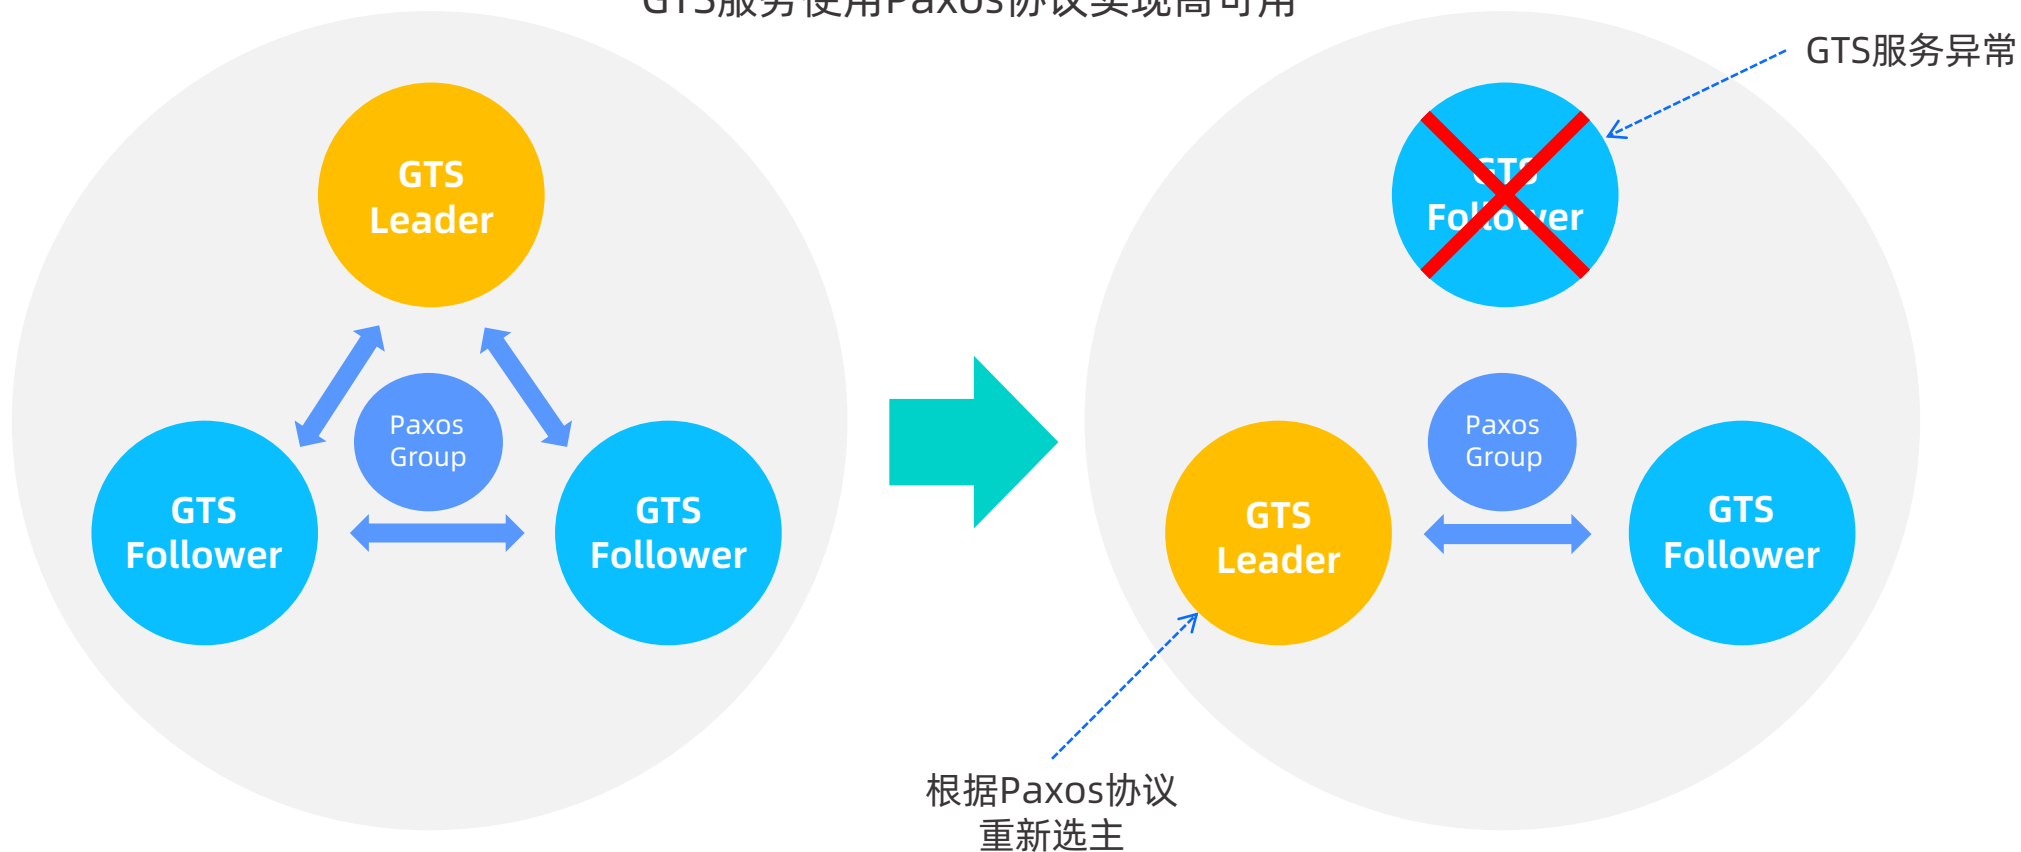 GTS服务使用Paxos协议实现高可用
GTS
Leader
Paxos
Group
GTS
Follower
GTS
Follower
GTS服务异常
GTS
Follower
Paxos
Group
GTS
Leader
GTS
Follower
根据Paxos协议
重新选主